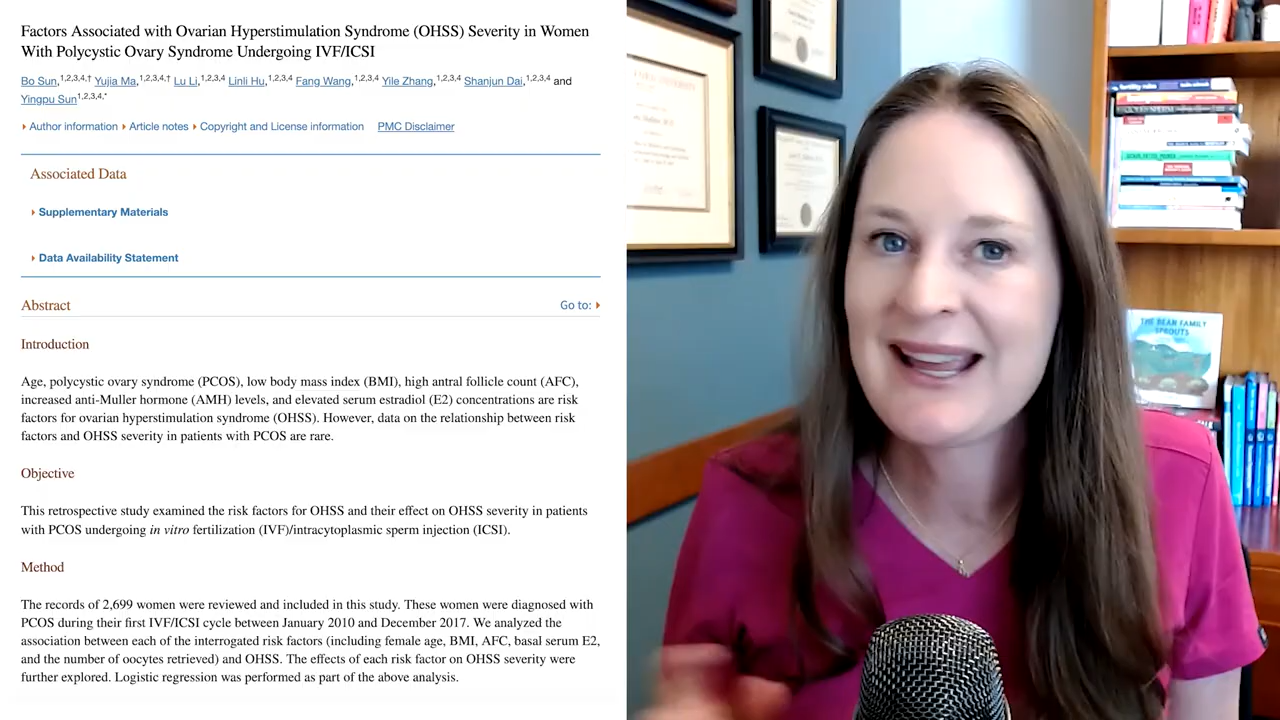 Factors Associated with Ovarian Hyperstimulation Syndrome (OHSS) Severity in Women
With Polycystic Ovary Syndrome Undergoing IVF/ICSI
Bo Sun,1,2,3,4,† Yujia Ma,1,2,3,4,† Lu Li,1,2,3,4 Linli Hu,1,2,3,4 Fang Wang,1,2,3,4 Yile Zhang,1,2,3,4 Shanjun Dai,1,2,3,4 and
Yingpu Sun1,2,3,4,*
Author information Article notes Copyright and License information PMC Disclaimer
Associated Data
Supplementary Materials
Data Availability Statement
Abstract
Go to:
Introduction
Age, polycystic ovary syndrome (PCOS), low body mass index (BMI), high antral follicle count (AFC),
increased anti-Muller hormone (AMH) levels, and elevated serum estradiol (E2) concentrations are risk
factors for ovarian hyperstimulation syndrome (OHSS). However, data on the relationship between risk
factors and OHSS severity in patients with PCOS are rare.
Objective
This retrospective study examined the risk factors for OHSS and their effect on OHSS severity in patients
with PCOS undergoing in vitro fertilization (IVF)/intracytoplasmic sperm injection (ICSI).
Method
The records of 2,699 women were reviewed and included in this study. These women were diagnosed with
PCOS during their first IVF/ICSI cycle between January 2010 and December 2017. We analyzed the
association between each of the interrogated risk factors (including female age, BMI, AFC, basal serum E2,
and the number of oocytes retrieved) and OHSS. The effects of each risk factor on OHSS severity were
further explored. Logistic regression was performed as part of the above analysis.
THE BEAR FAMILY
SPROUTS